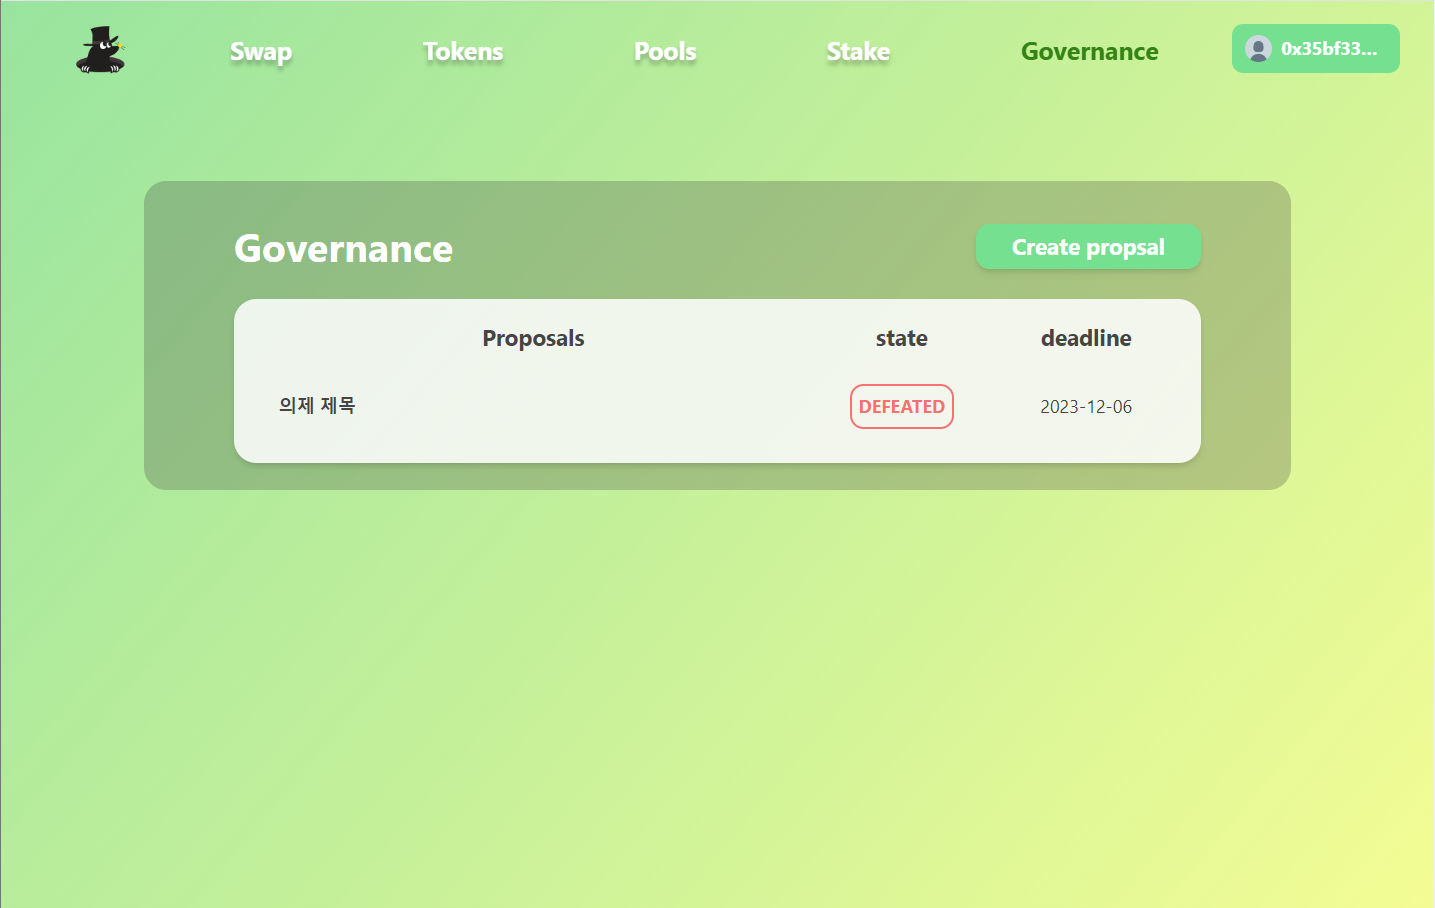 Swap Tokens Pools Stake Governance 0x35bf33...
Governance Create propsal
Proposals state deadline
의제 제목 DEFEATED 2023-12-06